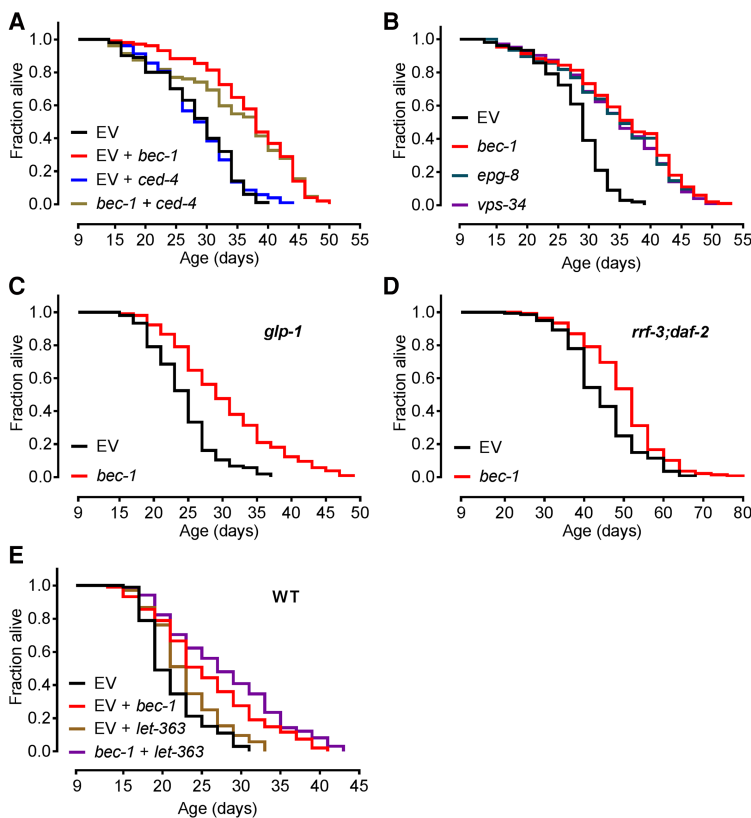 A
Fraction alive
1.0
0.8
0.6
0.4
0.2
0.0
EV
EV + bec-1
EV + ced-4
bec-1 + ced-4
9 15 20 25 30 35 40 45 50 55
Age (days)
B
Fraction alive
1.0
0.8
0.6
0.4
0.2
0.0
EV
bec-1
epg-8
vps-34
9 15 20 25 30 35 40 45 50 55
Age (days)
C
glp-1
Fraction alive
1.0
0.8
0.6
0.4
0.2
0.0
EV
bec-1
9 15 20 25 30 35 40 45 50
Age (days)
D
rrf-3;daf-2
Fraction alive
1.0
0.8
0.6
0.4
0.2
0.0
EV
bec-1
9 20 30 40 50 60 70 80
Age (days)
E
WT
Fraction alive
1.0
0.8
0.6
0.4
0.2
0.0
EV
EV + bec-1
EV + let-363
bec-1 + let-363
9 15 20 25 30 35 40 45
Age (days)